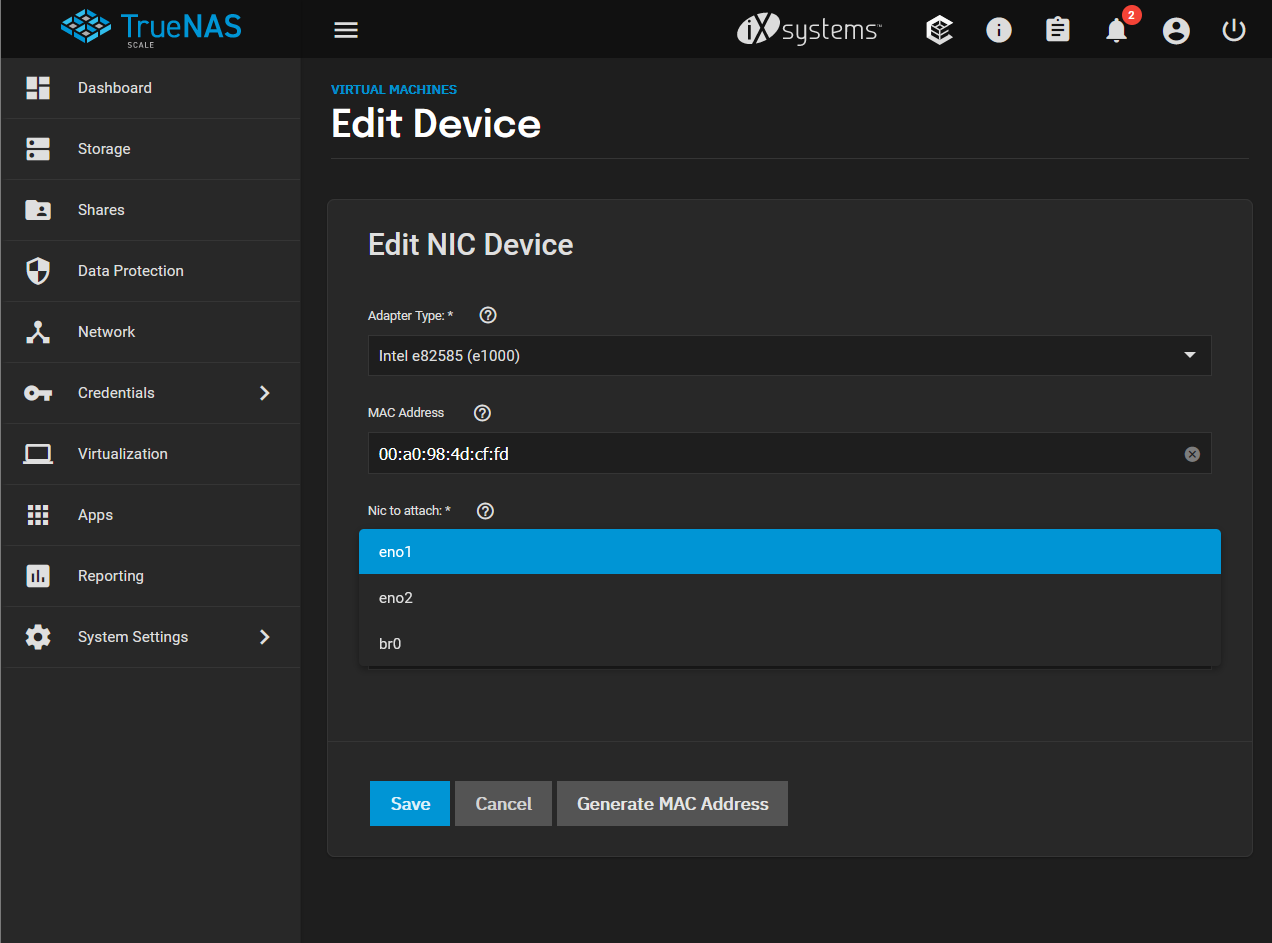 TrueNAS
SCALE
iXsystems™
2
Dashboard
Storage
Shares
Data Protection
Network
Credentials
Virtualization
Apps
Reporting
System Settings
VIRTUAL MACHINES
Edit Device
Edit NIC Device
Adapter Type: *
Intel e82585 (e1000)
MAC Address
00:a0:98:4d:cf:fd
Nic to attach: *
eno1
eno2
br0
Save
Cancel
Generate MAC Address